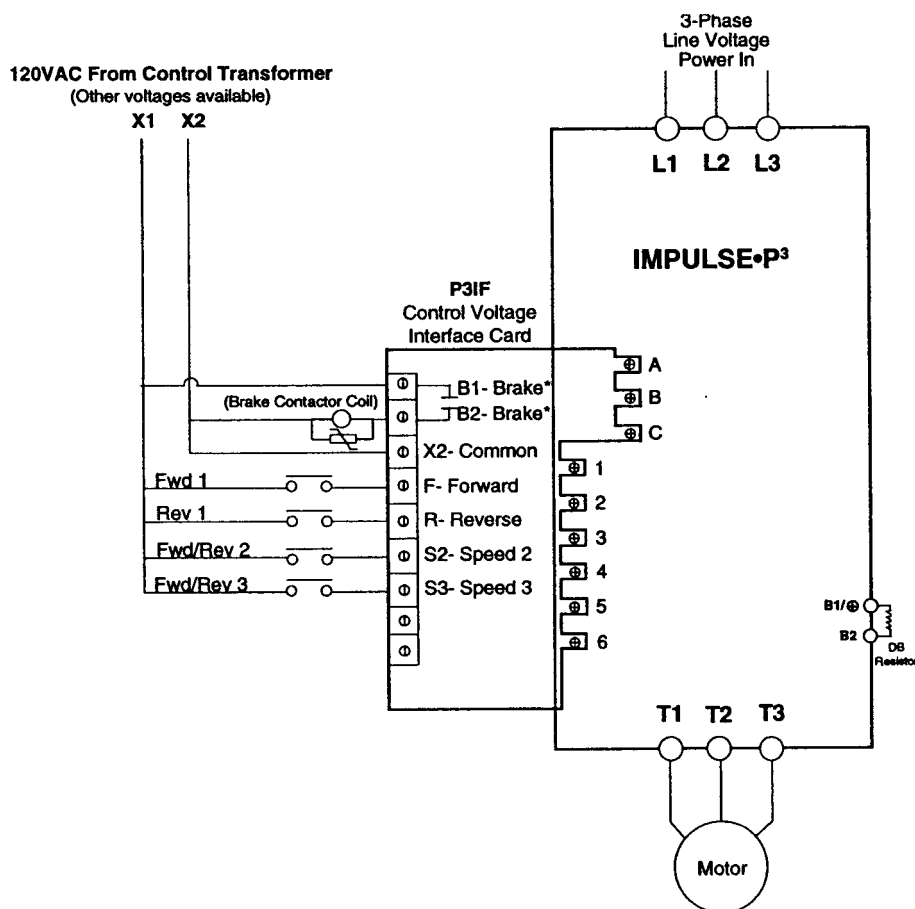 3-Phase
Line Voltage
Power In
120VAC From Control Transformer
(Other voltages available)
X1 X2
L1 L2 L3
IMPULSE•P³
P3IF
Control Voltage
Interface Card
A
B1- Brake*
(Brake Contactor Coil)
B
B2- Brake*
C
X2- Common
1
Fwd 1
F- Forward
2
Rev 1
R- Reverse
3
Fwd/Rev 2
S2- Speed 2
4
Fwd/Rev 3
S3- Speed 3
5
6
B1/⊕
B2
DB
Resistor
T1 T2 T3
Motor